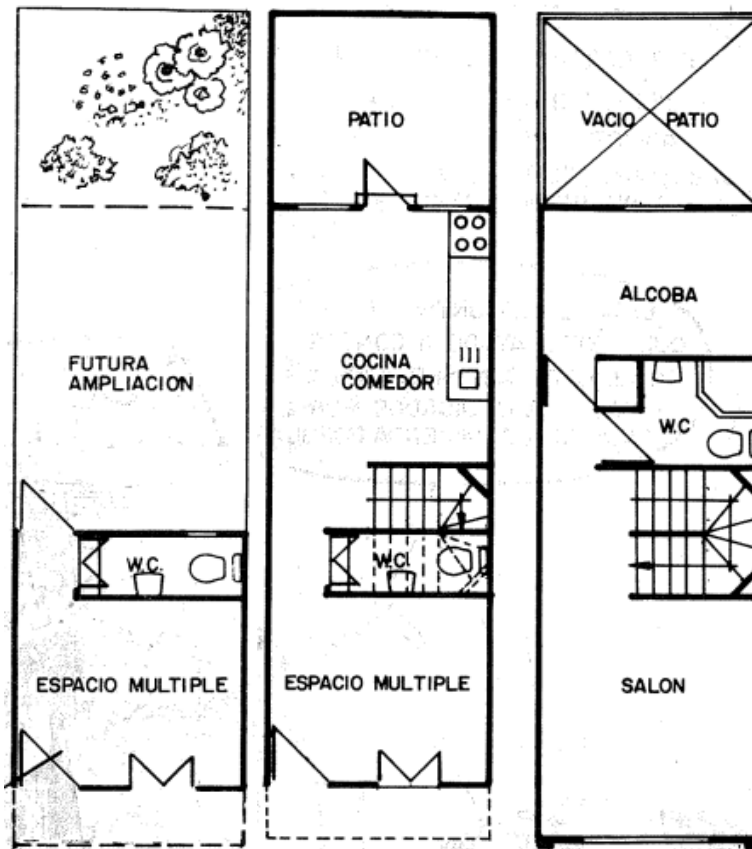 FUTURA
AMPLIACION
W.C.
ESPACIO MULTIPLE
PATIO
COCINA
COMEDOR
W.C.
ESPACIO MULTIPLE
VACIO PATIO
ALCOBA
W.C
SALON